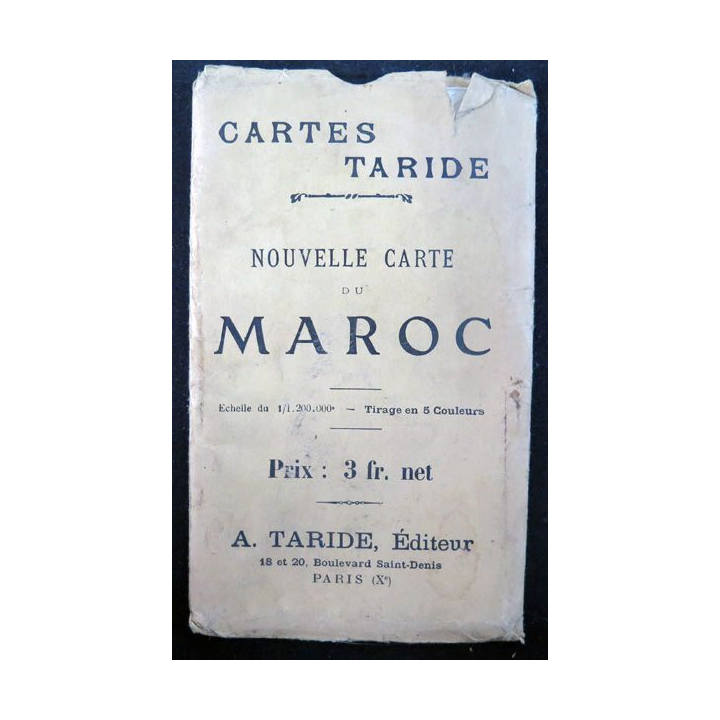 CARTES
TARIDE
NOUVELLE CARTE
DU
MAROC
Echelle du 1/1.200.000e — Tirage en 5 Couleurs
Prix : 3 fr. net
A. TARIDE, Éditeur
18 et 20, Boulevard Saint-Denis
PARIS (Xe)